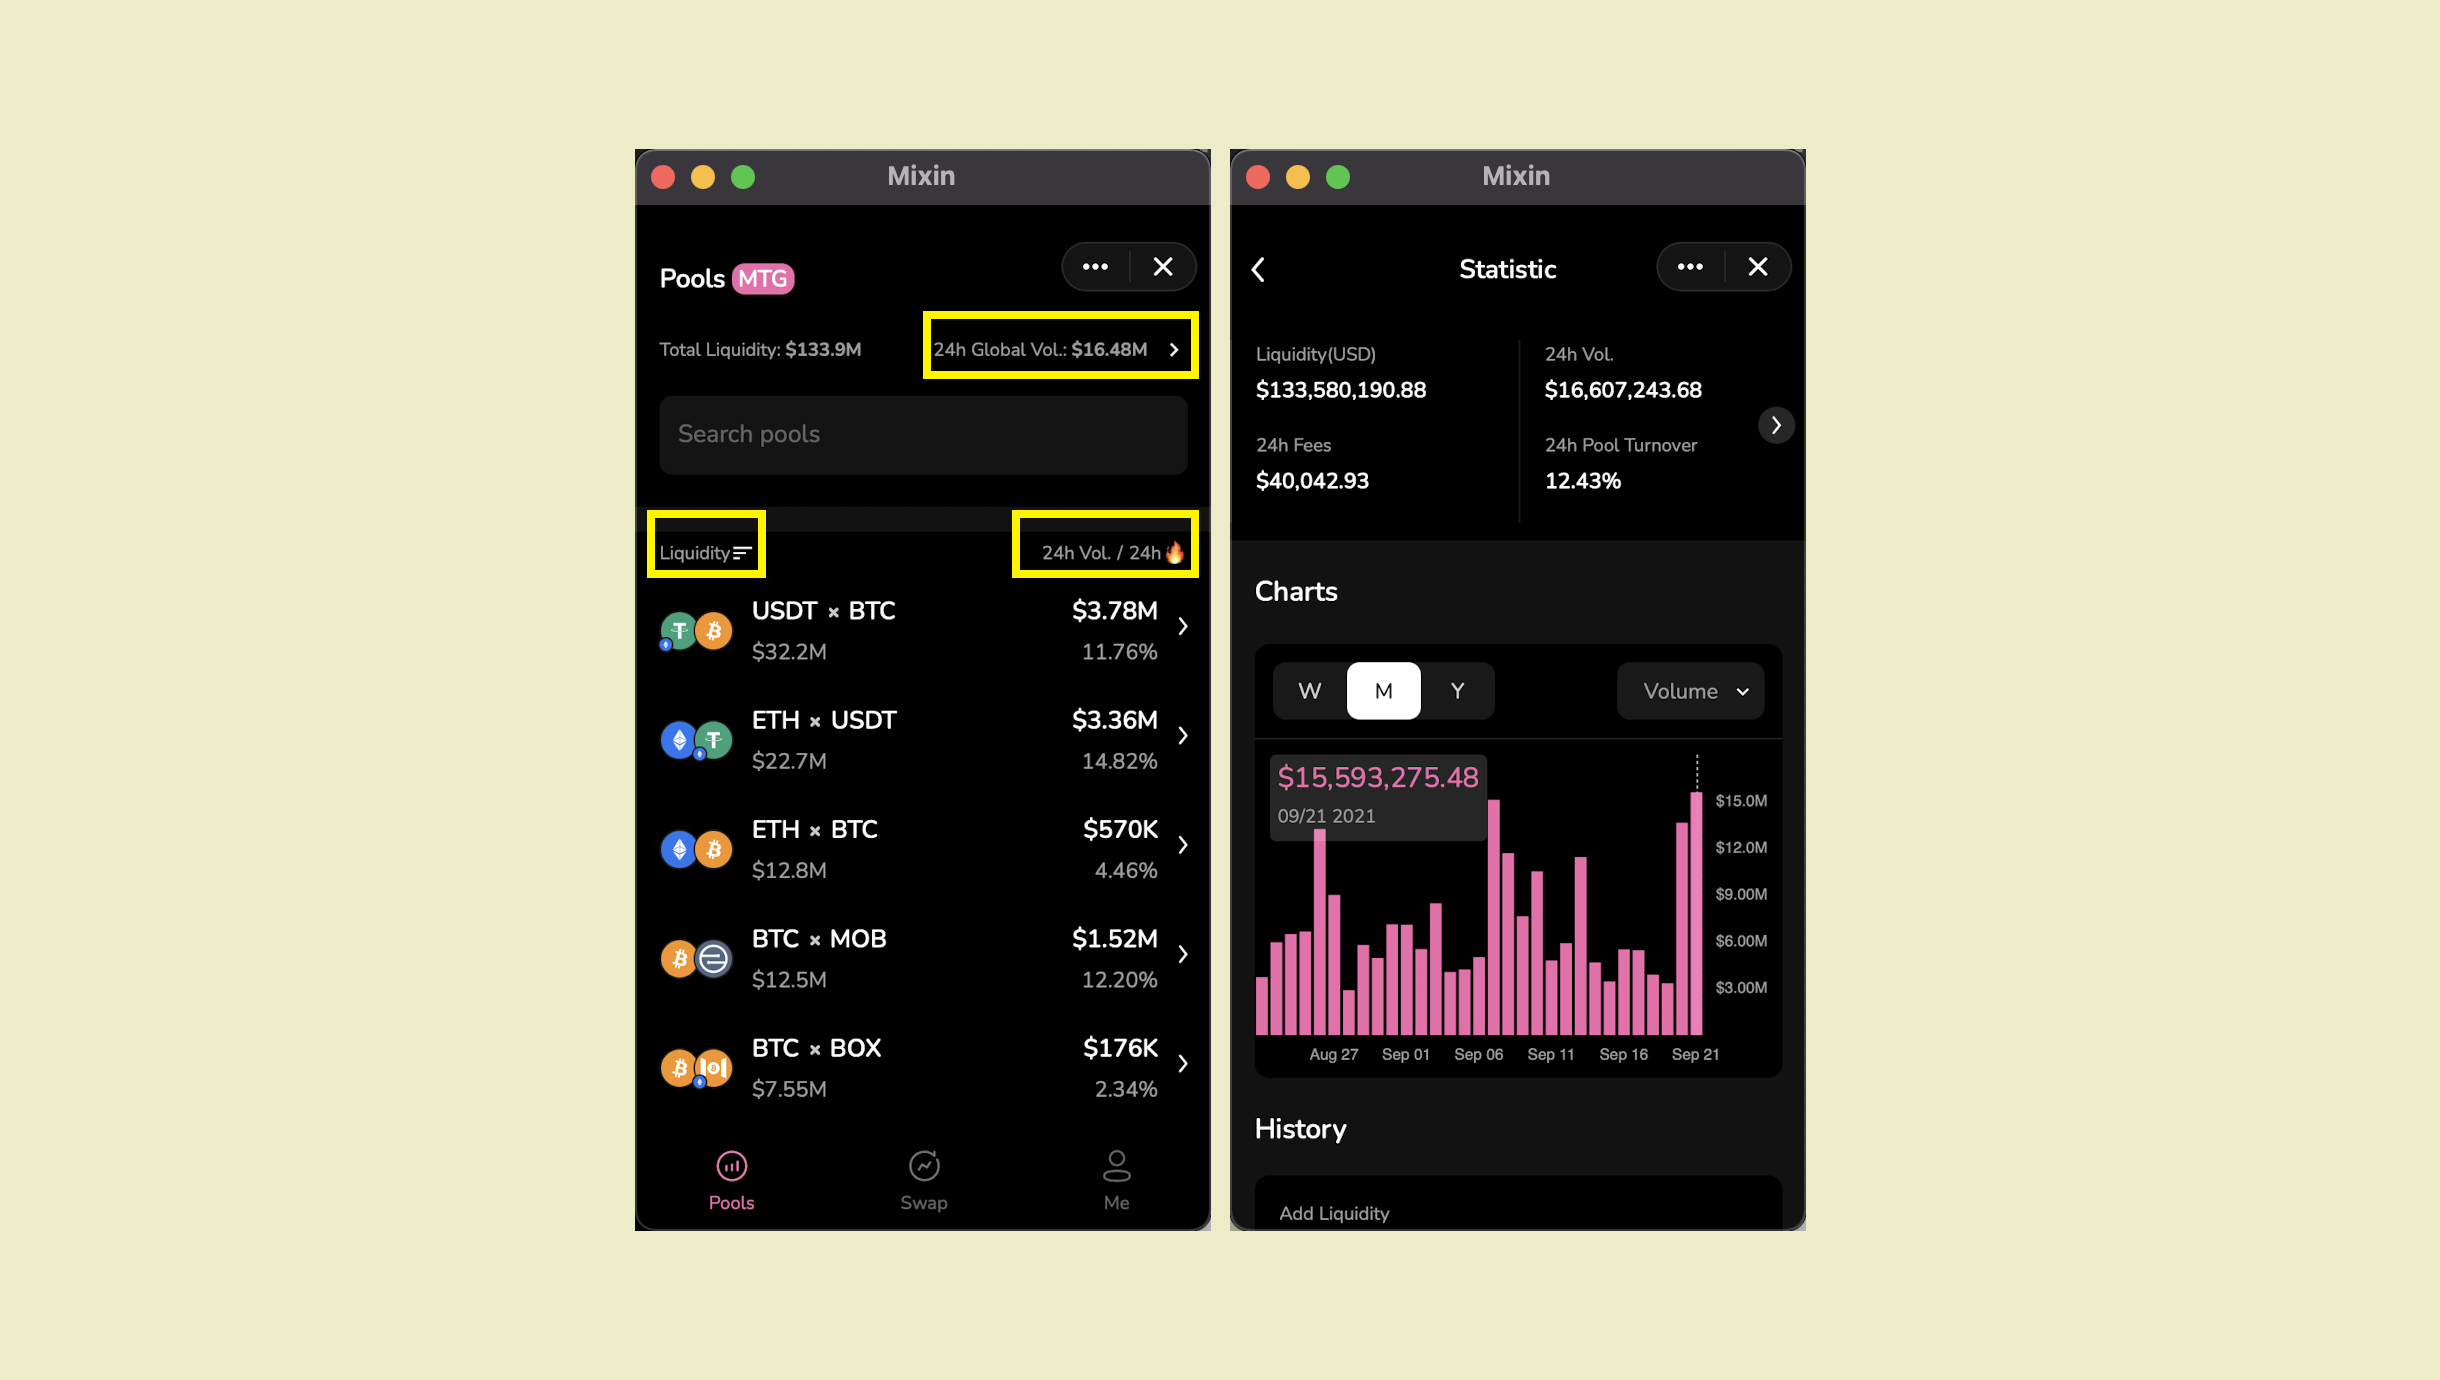 Mixin
Pools MTG
Total Liquidity: $133.9M
24h Global Vol.: $16.48M
Search pools
Liquidity
24h Vol. / 24h🔥
USDT × BTC
$3.78M
$32.2M
11.76%
ETH × USDT
$3.36M
$22.7M
14.82%
ETH × BTC
$570K
$12.8M
4.46%
BTC × MOB
$1.52M
$12.5M
12.20%
BTC × BOX
$176K
$7.55M
2.34%
Pools
Swap
Me
Mixin
Statistic
Liquidity(USD)
$133,580,190.88
24h Vol.
$16,607,243.68
24h Fees
$40,042.93
24h Pool Turnover
12.43%
Charts
W
M
Y
Volume
$15,593,275.48
09/21 2021
$15.0M
$12.0M
$9.00M
$6.00M
$3.00M
Aug 27
Sep 01
Sep 06
Sep 11
Sep 16
Sep 21
History
Add Liquidity